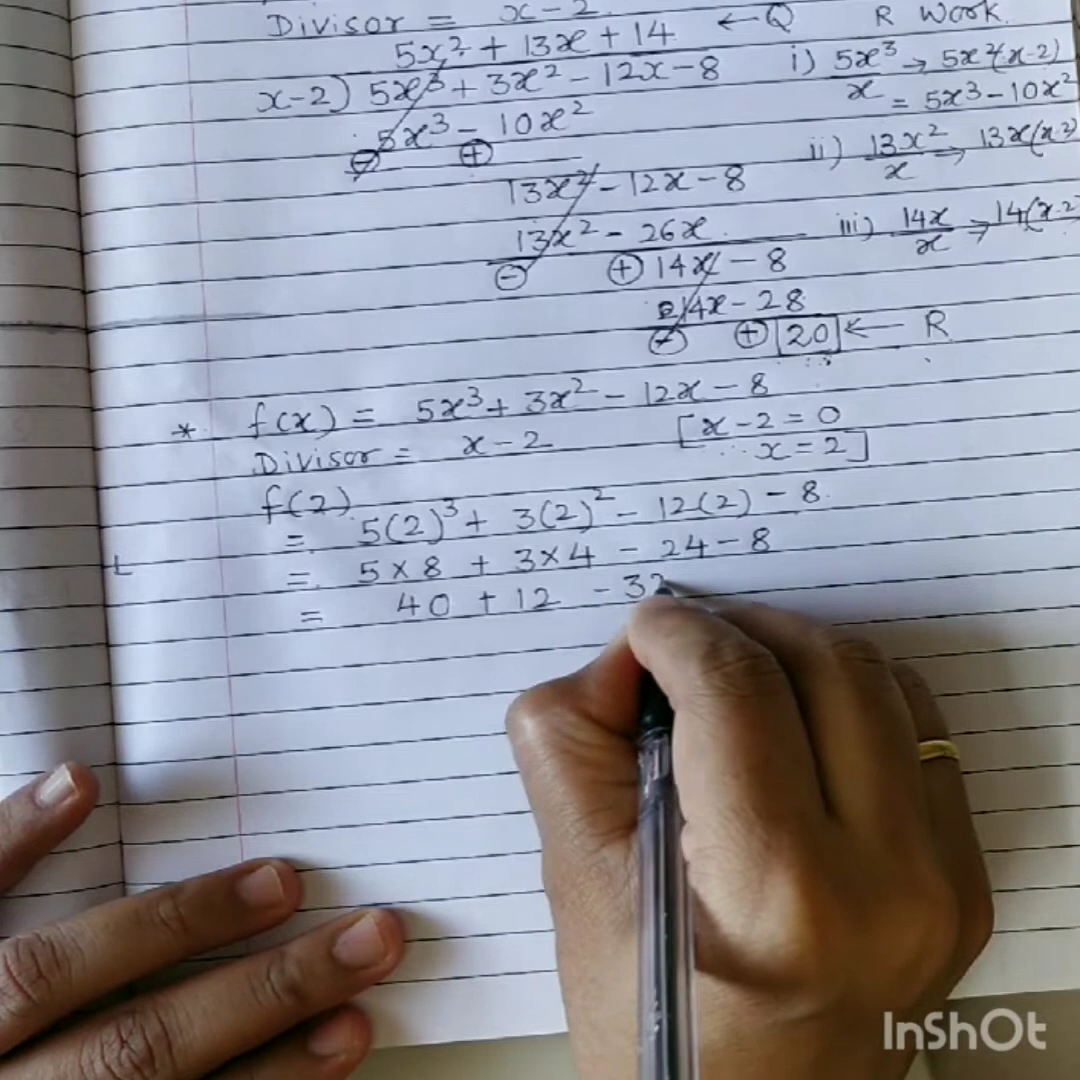 Divisor = x-2
5x² + 13x + 14 ← Q R Work.
x-2) 5x³ + 3x² - 12x - 8 i) 5x³/x → 5x²(x-2)
5x³ - 10x² = 5x³ - 10x²
⊖ ⊕
13x² - 12x - 8 ii) 13x²/x ⇒ 13x(x-2)
13x² - 26x iii) 14x/x ⇒ 14(x-2
⊖ ⊕ 14x - 8
14x - 28
⊖ ⊕ 20 ← R
* f(x) = 5x³ + 3x² - 12x - 8
Divisor = x-2 [x-2 = 0
∴ x = 2]
f(2)
= 5(2)³ + 3(2)² - 12(2) - 8
= 5×8 + 3×4 - 24 - 8
= 40 + 12 - 32
InShOt